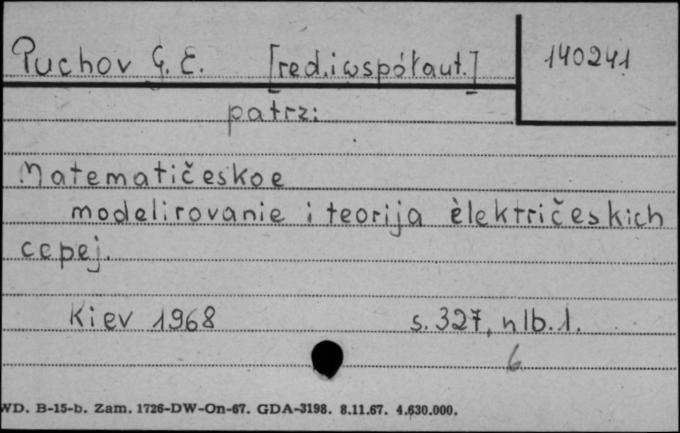 Puchov G. E. [red.i współaut.] 140241
patrz:
Matematičeskoe
modelirovanie i teorija èlektričeskich
cepej.
Kiev 1968 s. 327, nlb. 1.
6
WD. B-15-b. Zam. 1726-DW-On-67. GDA-3198. 8.11.67. 4.630.000.